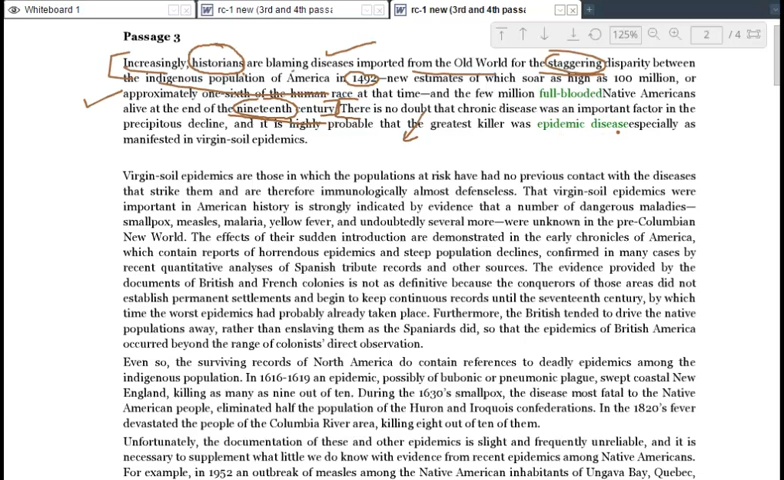 Whiteboard 1
rc-1 new (3rd and 4th passa
rc-1 new (3rd and 4th passa
125%
2 / 4
Passage 3
Increasingly, historians are blaming diseases imported from the Old World for the staggering disparity between
the indigenous population of America in 1492—new estimates of which soar as high as 100 million, or
approximately one-sixth of the human race at that time—and the few million full-bloodedNative Americans
alive at the end of the nineteenth century. There is no doubt that chronic disease was an important factor in the
precipitous decline, and it is highly probable that the greatest killer was epidemic diseaseespecially as
manifested in virgin-soil epidemics.
Virgin-soil epidemics are those in which the populations at risk have had no previous contact with the diseases
that strike them and are therefore immunologically almost defenseless. That virgin-soil epidemics were
important in American history is strongly indicated by evidence that a number of dangerous maladies—
smallpox, measles, malaria, yellow fever, and undoubtedly several more—were unknown in the pre-Columbian
New World. The effects of their sudden introduction are demonstrated in the early chronicles of America,
which contain reports of horrendous epidemics and steep population declines, confirmed in many cases by
recent quantitative analyses of Spanish tribute records and other sources. The evidence provided by the
documents of British and French colonies is not as definitive because the conquerors of those areas did not
establish permanent settlements and begin to keep continuous records until the seventeenth century, by which
time the worst epidemics had probably already taken place. Furthermore, the British tended to drive the native
populations away, rather than enslaving them as the Spaniards did, so that the epidemics of British America
occurred beyond the range of colonists' direct observation.
Even so, the surviving records of North America do contain references to deadly epidemics among the
indigenous population. In 1616-1619 an epidemic, possibly of bubonic or pneumonic plague, swept coastal New
England, killing as many as nine out of ten. During the 1630's smallpox, the disease most fatal to the Native
American people, eliminated half the population of the Huron and Iroquois confederations. In the 1820's fever
devastated the people of the Columbia River area, killing eight out of ten of them.
Unfortunately, the documentation of these and other epidemics is slight and frequently unreliable, and it is
necessary to supplement what little we do know with evidence from recent epidemics among Native Americans.
For example, in 1952 an outbreak of measles among the Native American inhabitants of Ungava Bay, Quebec,